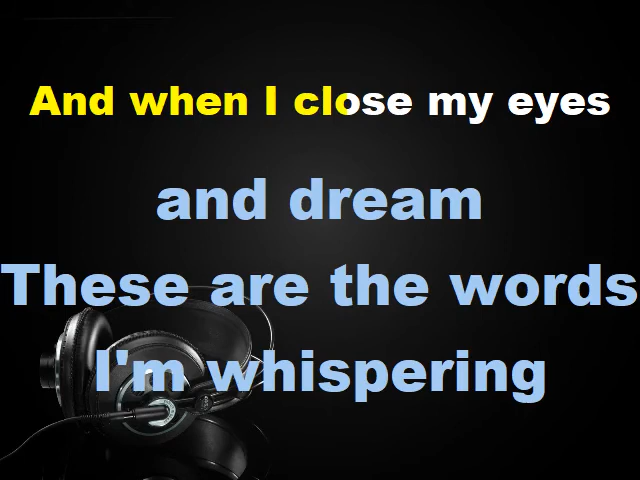 And when I close my eyes
and dream
These are the words
I'm whispering